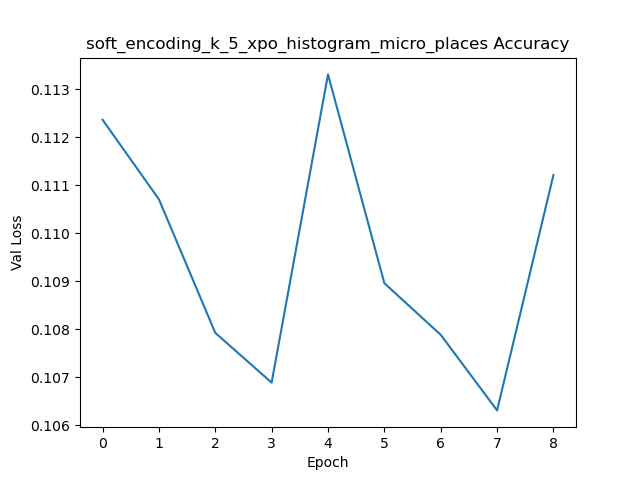 soft_encoding_k_5_xpo_histogram_micro_places Accuracy
0.113
0.112
0.111
0.110
0.109
0.108
0.107
0.106
Val Loss
0 1 2 3 4 5 6 7 8
Epoch